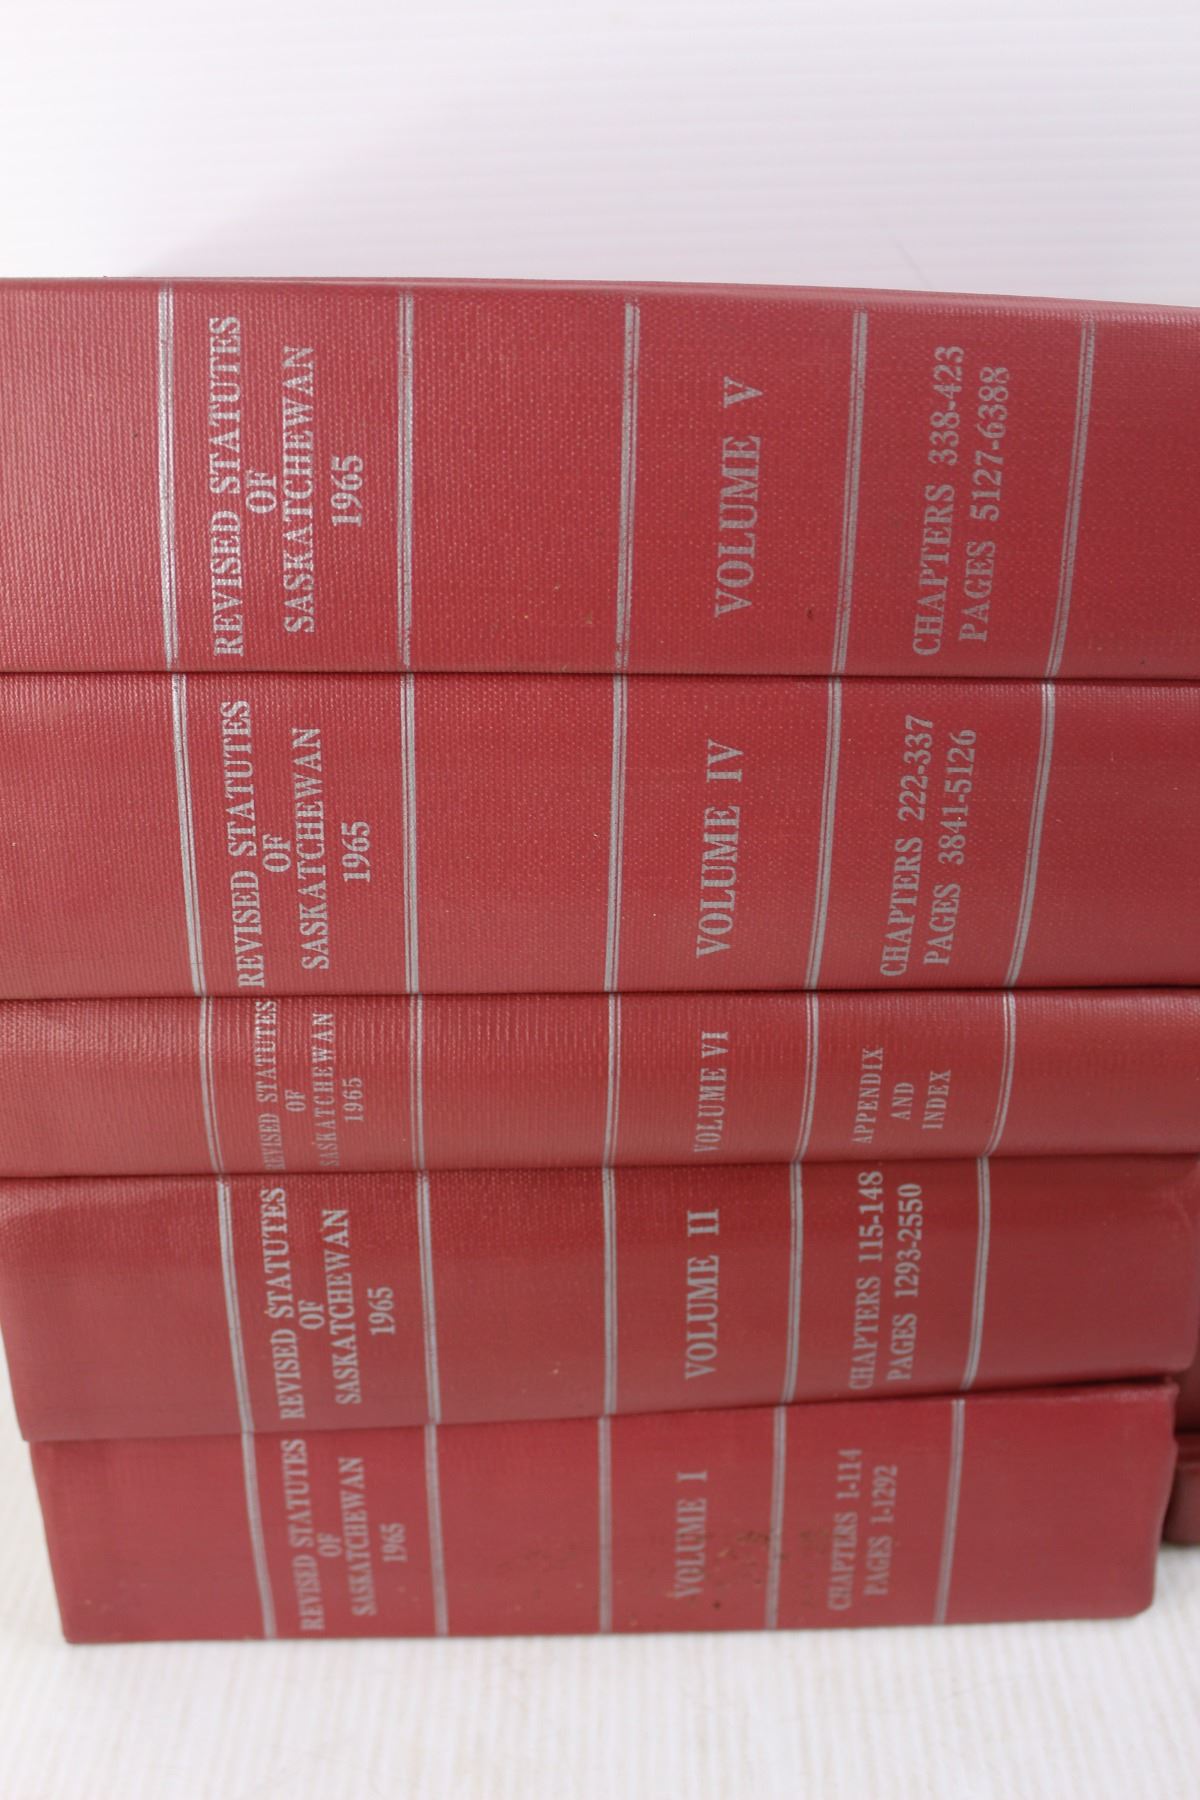 REVISED STATUTES
OF
SASKATCHEWAN
1965
VOLUME V
CHAPTERS 338-423
PAGES 5127-6388
REVISED STATUTES
OF
SASKATCHEWAN
1965
VOLUME IV
CHAPTERS 222-337
PAGES 3841-5126
REVISED STATUTES
OF
SASKATCHEWAN
1965
VOLUME VI
APPENDIX
AND
INDEX
REVISED STATUTES
OF
SASKATCHEWAN
1965
VOLUME II
CHAPTERS 115-148
PAGES 1293-2550
REVISED STATUTES
OF
SASKATCHEWAN
1965
VOLUME I
CHAPTERS 1-114
PAGES 1-1292